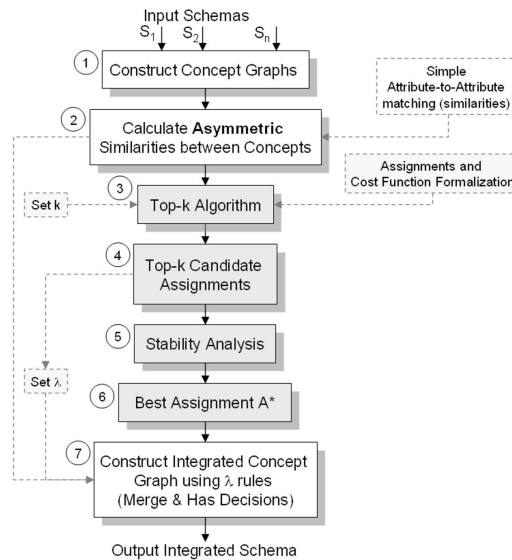 Input Schemas
S1 S2 Sn
1
Construct Concept Graphs
Simple
Attribute-to-Attribute
matching (similarities)
2
Calculate Asymmetric
Similarities between Concepts
Assignments and
Cost Function Formalization
3
Set k
Top-k Algorithm
4
Top-k Candidate
Assignments
5
Stability Analysis
Set λ
6
Best Assignment A*
7
Construct Integrated Concept
Graph using λ rules
(Merge & Has Decisions)
Output Integrated Schema